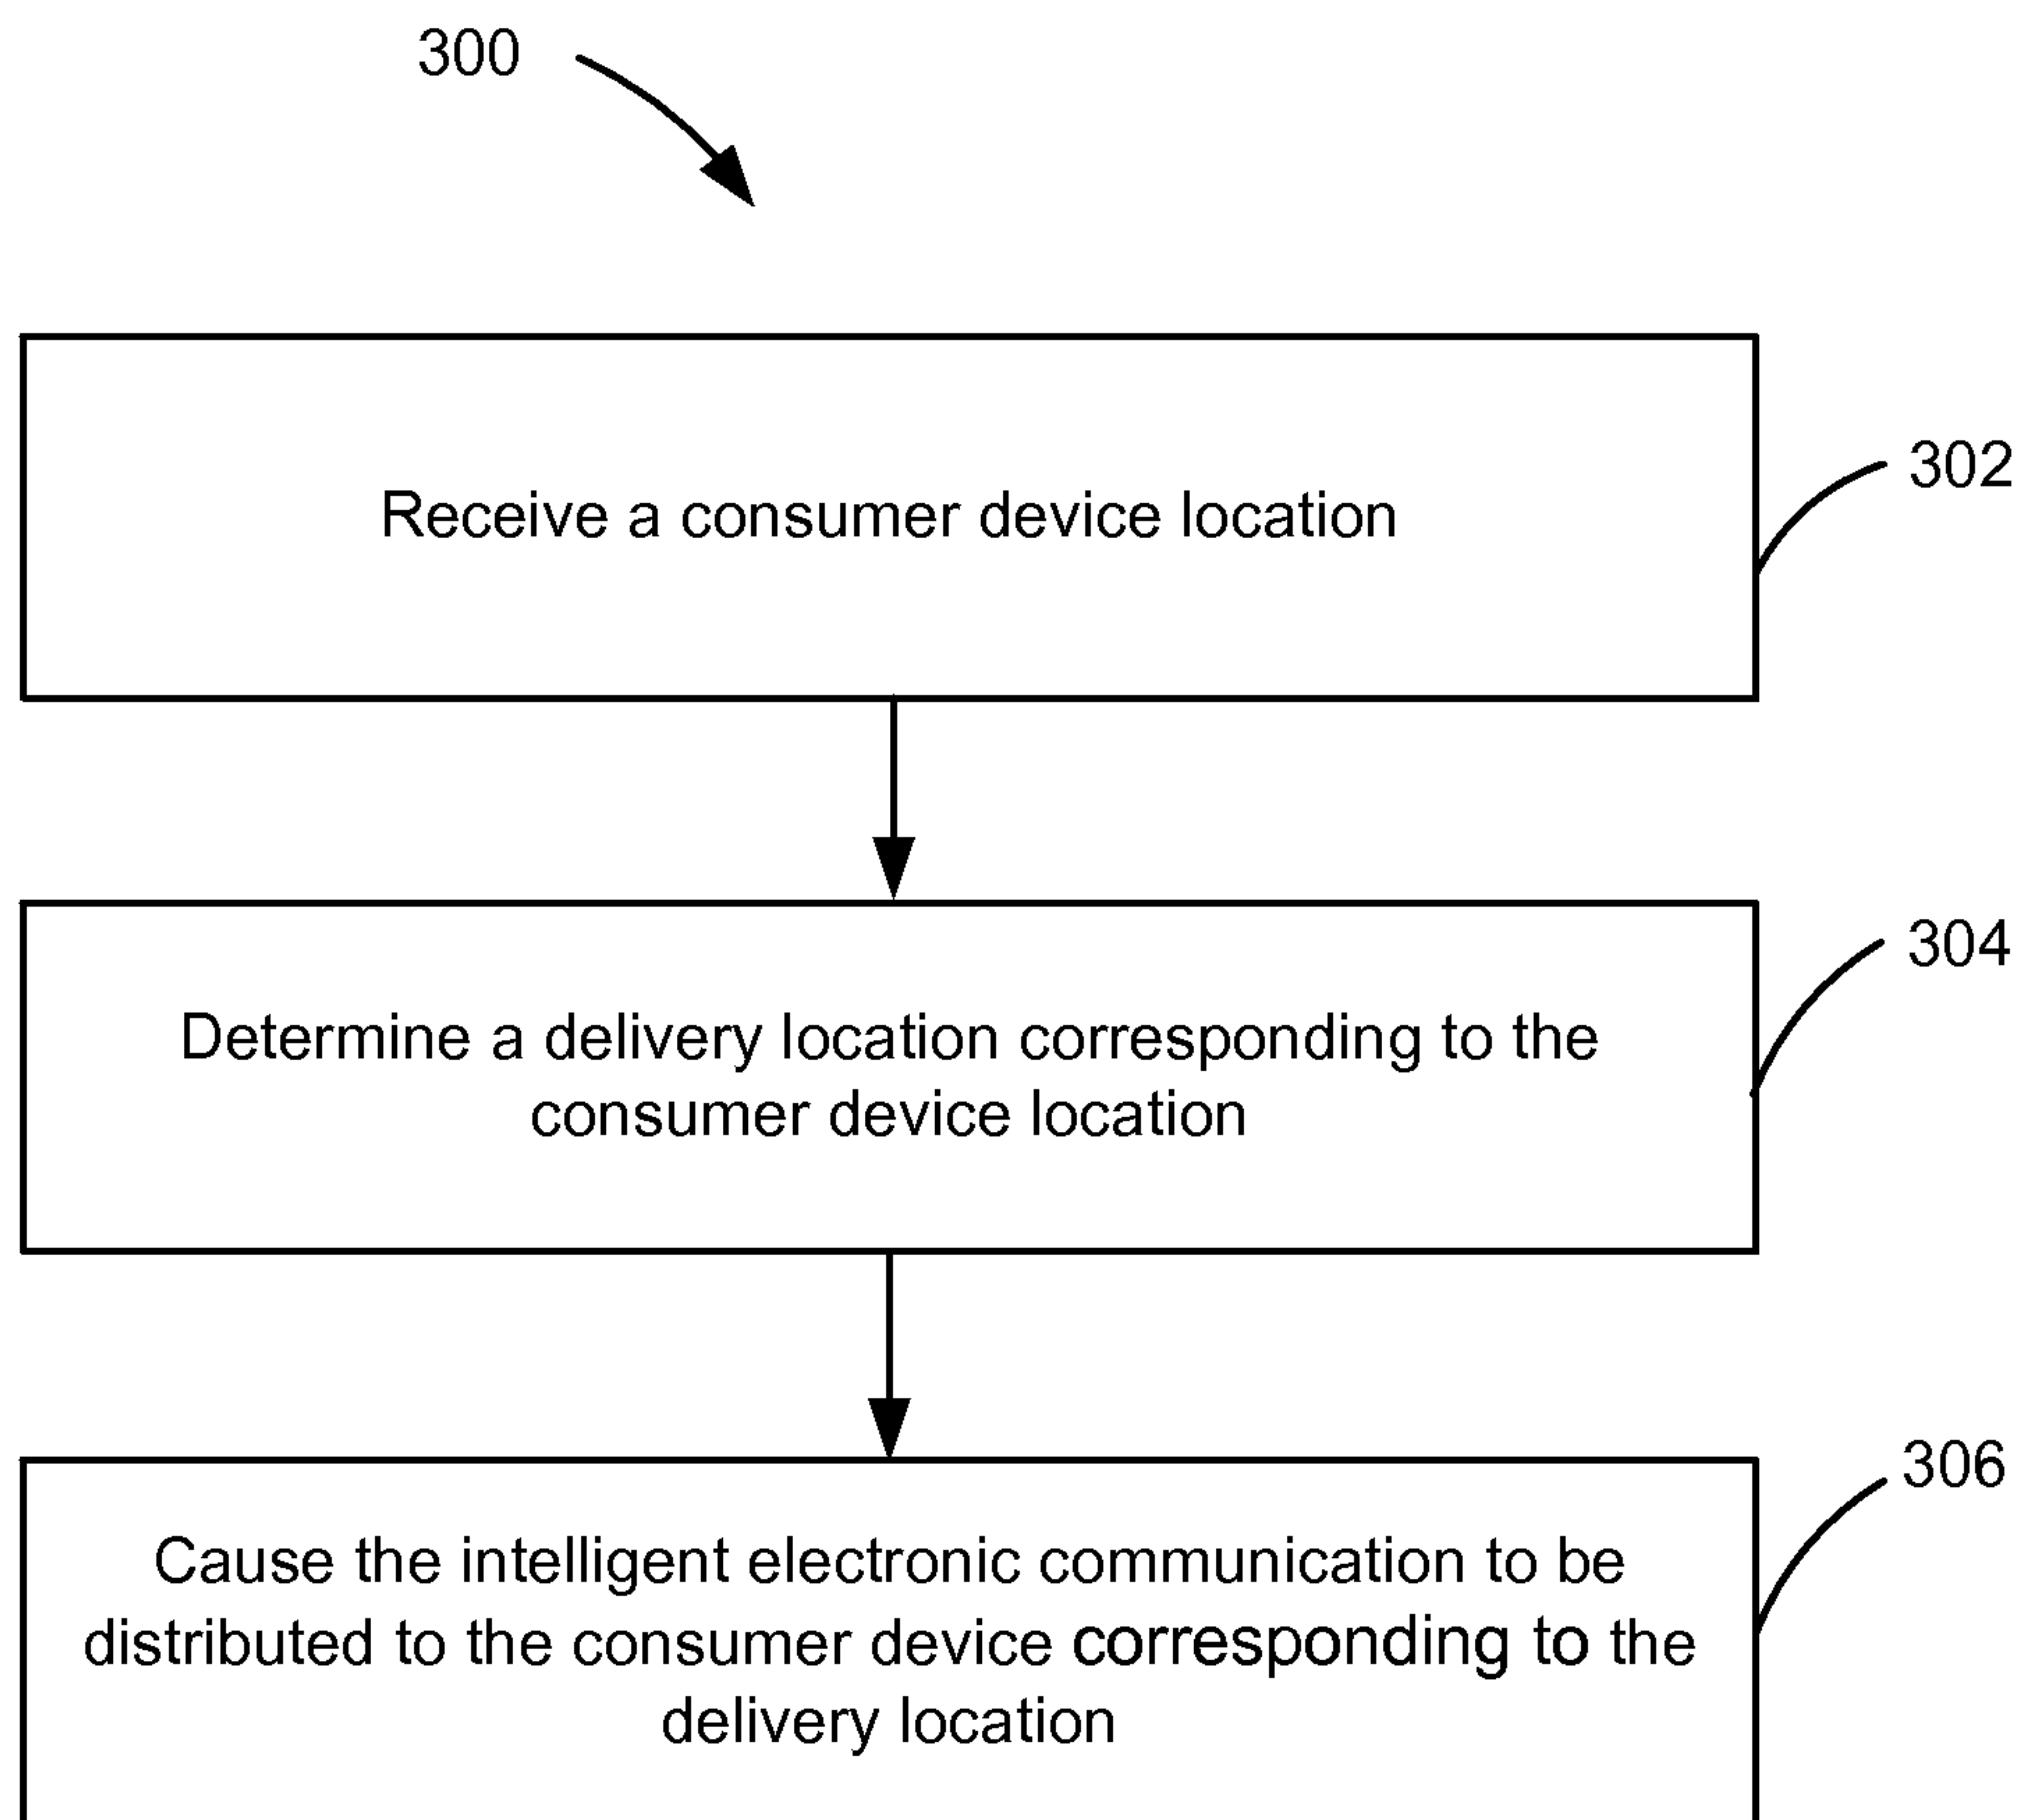 300
Receive a consumer device location
302
Determine a delivery location corresponding to the
consumer device location
304
Cause the intelligent electronic communication to be
distributed to the consumer device corresponding to the
delivery location
306